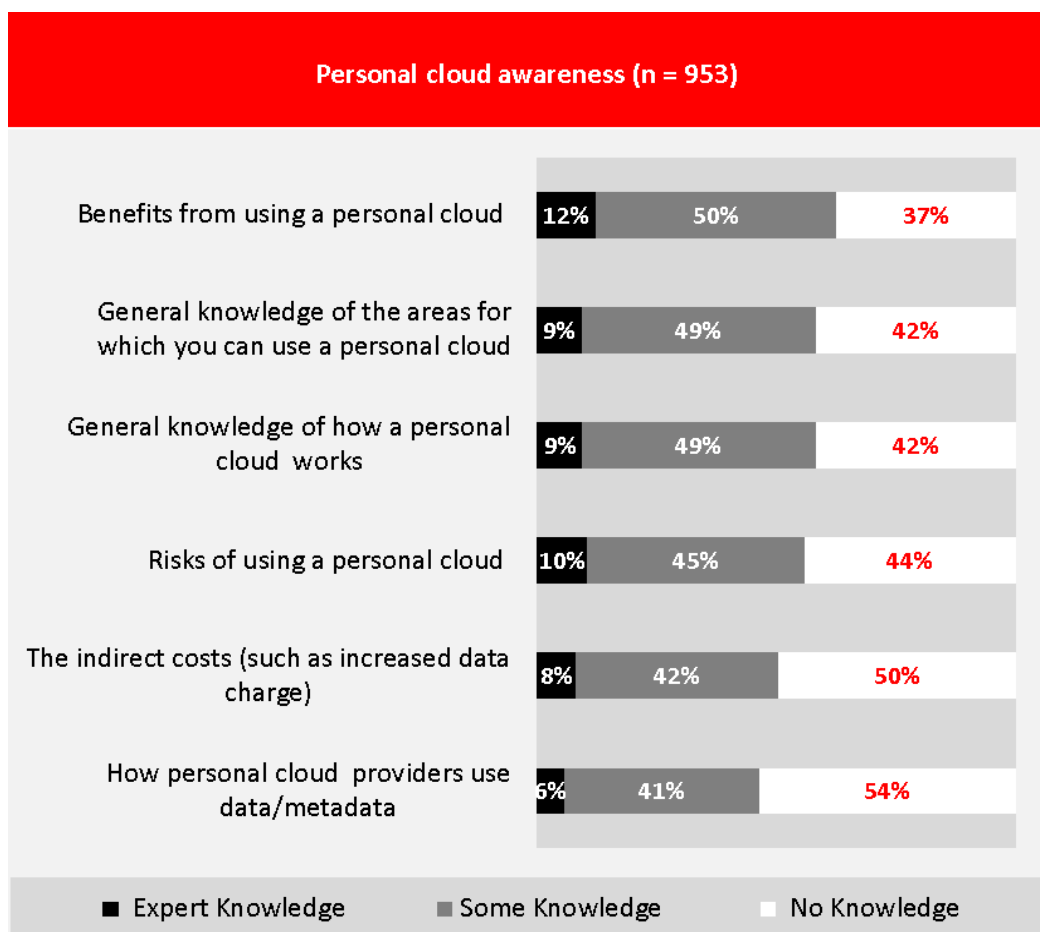 Personal cloud awareness (n = 953)
Benefits from using a personal cloud
12% 50% 37%
General knowledge of the areas for
which you can use a personal cloud
9% 49% 42%
General knowledge of how a personal
cloud works
9% 49% 42%
Risks of using a personal cloud
10% 45% 44%
The indirect costs (such as increased data
charge)
8% 42% 50%
How personal cloud providers use
data/metadata
6% 41% 54%
Expert Knowledge Some Knowledge No Knowledge